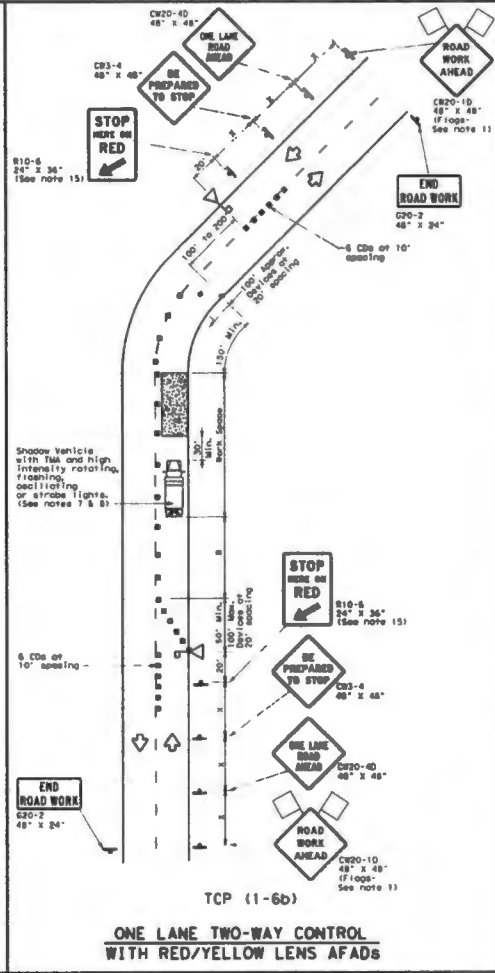 CW20-4D
48" X 48"
ONE LANE
ROAD
AHEAD
CW3-4
48" X 48"
BE
PREPARED
TO STOP
ROAD
WORK
AHEAD
CW20-1D
48" X 48"
(Flags-
See note 1)
STOP
HERE ON
RED
R10-6
24" X 36"
(See note 15)
X
X
X
20'
END
ROAD WORK
G20-2
48" X 24"
100' to 200'
6 CDs at 10'
spacing
100' Approx.
Devices at
20' spacing
150' Min.
Work Space
30'
Min.
Shadow Vehicle
with TMA and high
intensity rotating,
flashing,
oscillating
or strobe lights.
(See notes 7 & 8)
B
STOP
HERE ON
RED
R10-6
24" X 36"
(See note 15)
50' Min.
100' Max.
Devices at
20' spacing
20'
6 CDs at
10' spacing
BE
PREPARED
TO STOP
CW3-4
48" X 48"
X
X
X
ONE LANE
ROAD
AHEAD
CW20-4D
48" X 48"
END
ROAD WORK
G20-2
48" X 24"
ROAD
WORK
AHEAD
CW20-1D
48" X 48"
(Flags-
See note 1)
TCP (1-6b)
ONE LANE TWO-WAY CONTROL
WITH RED/YELLOW LENS AFADs